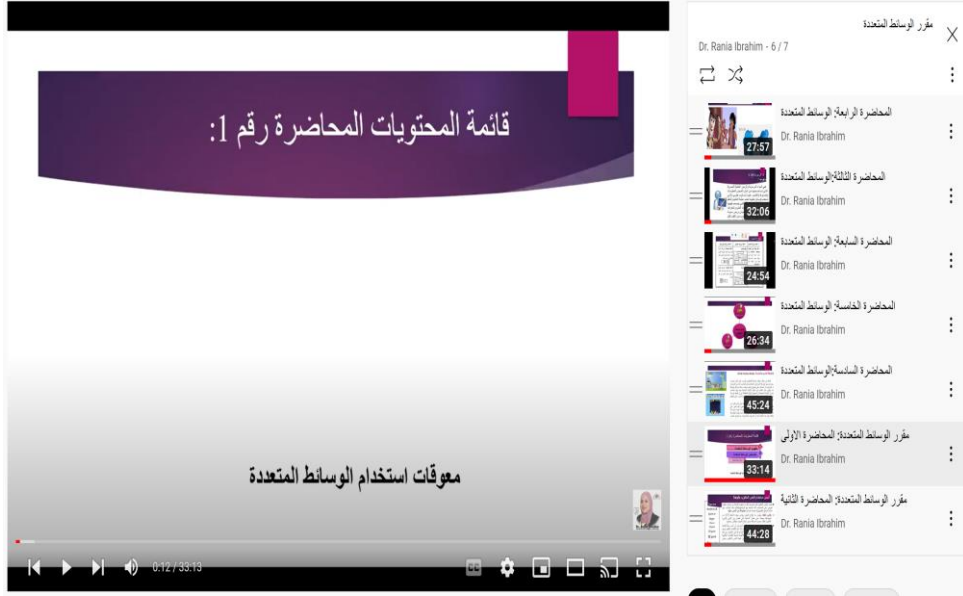 قائمة المحتويات المحاضرة رقم 1:
معوقات استخدام الوسائط المتعددة
0:12 / 33:13
CC
مقرر الوسائط المتعددة
Dr. Rania Ibrahim - 6 / 7
المحاضرة الرابعة: الوسائط المتعددة
Dr. Rania Ibrahim
27:57
المحاضرة الثالثة:الوسائط المتعددة
Dr. Rania Ibrahim
32:06
المحاضرة السابعة: الوسائط المتعددة
Dr. Rania Ibrahim
24:54
المحاضرة الخامسة: الوسائط المتعددة
Dr. Rania Ibrahim
26:34
المحاضرة السادسة:الوسائط المتعددة
Dr. Rania Ibrahim
45:24
مقرر الوسائط المتعددة: المحاضرة الاولى
Dr. Rania Ibrahim
33:14
مقرر الوسائط المتعددة: المحاضرة الثانية
Dr. Rania Ibrahim
44:28